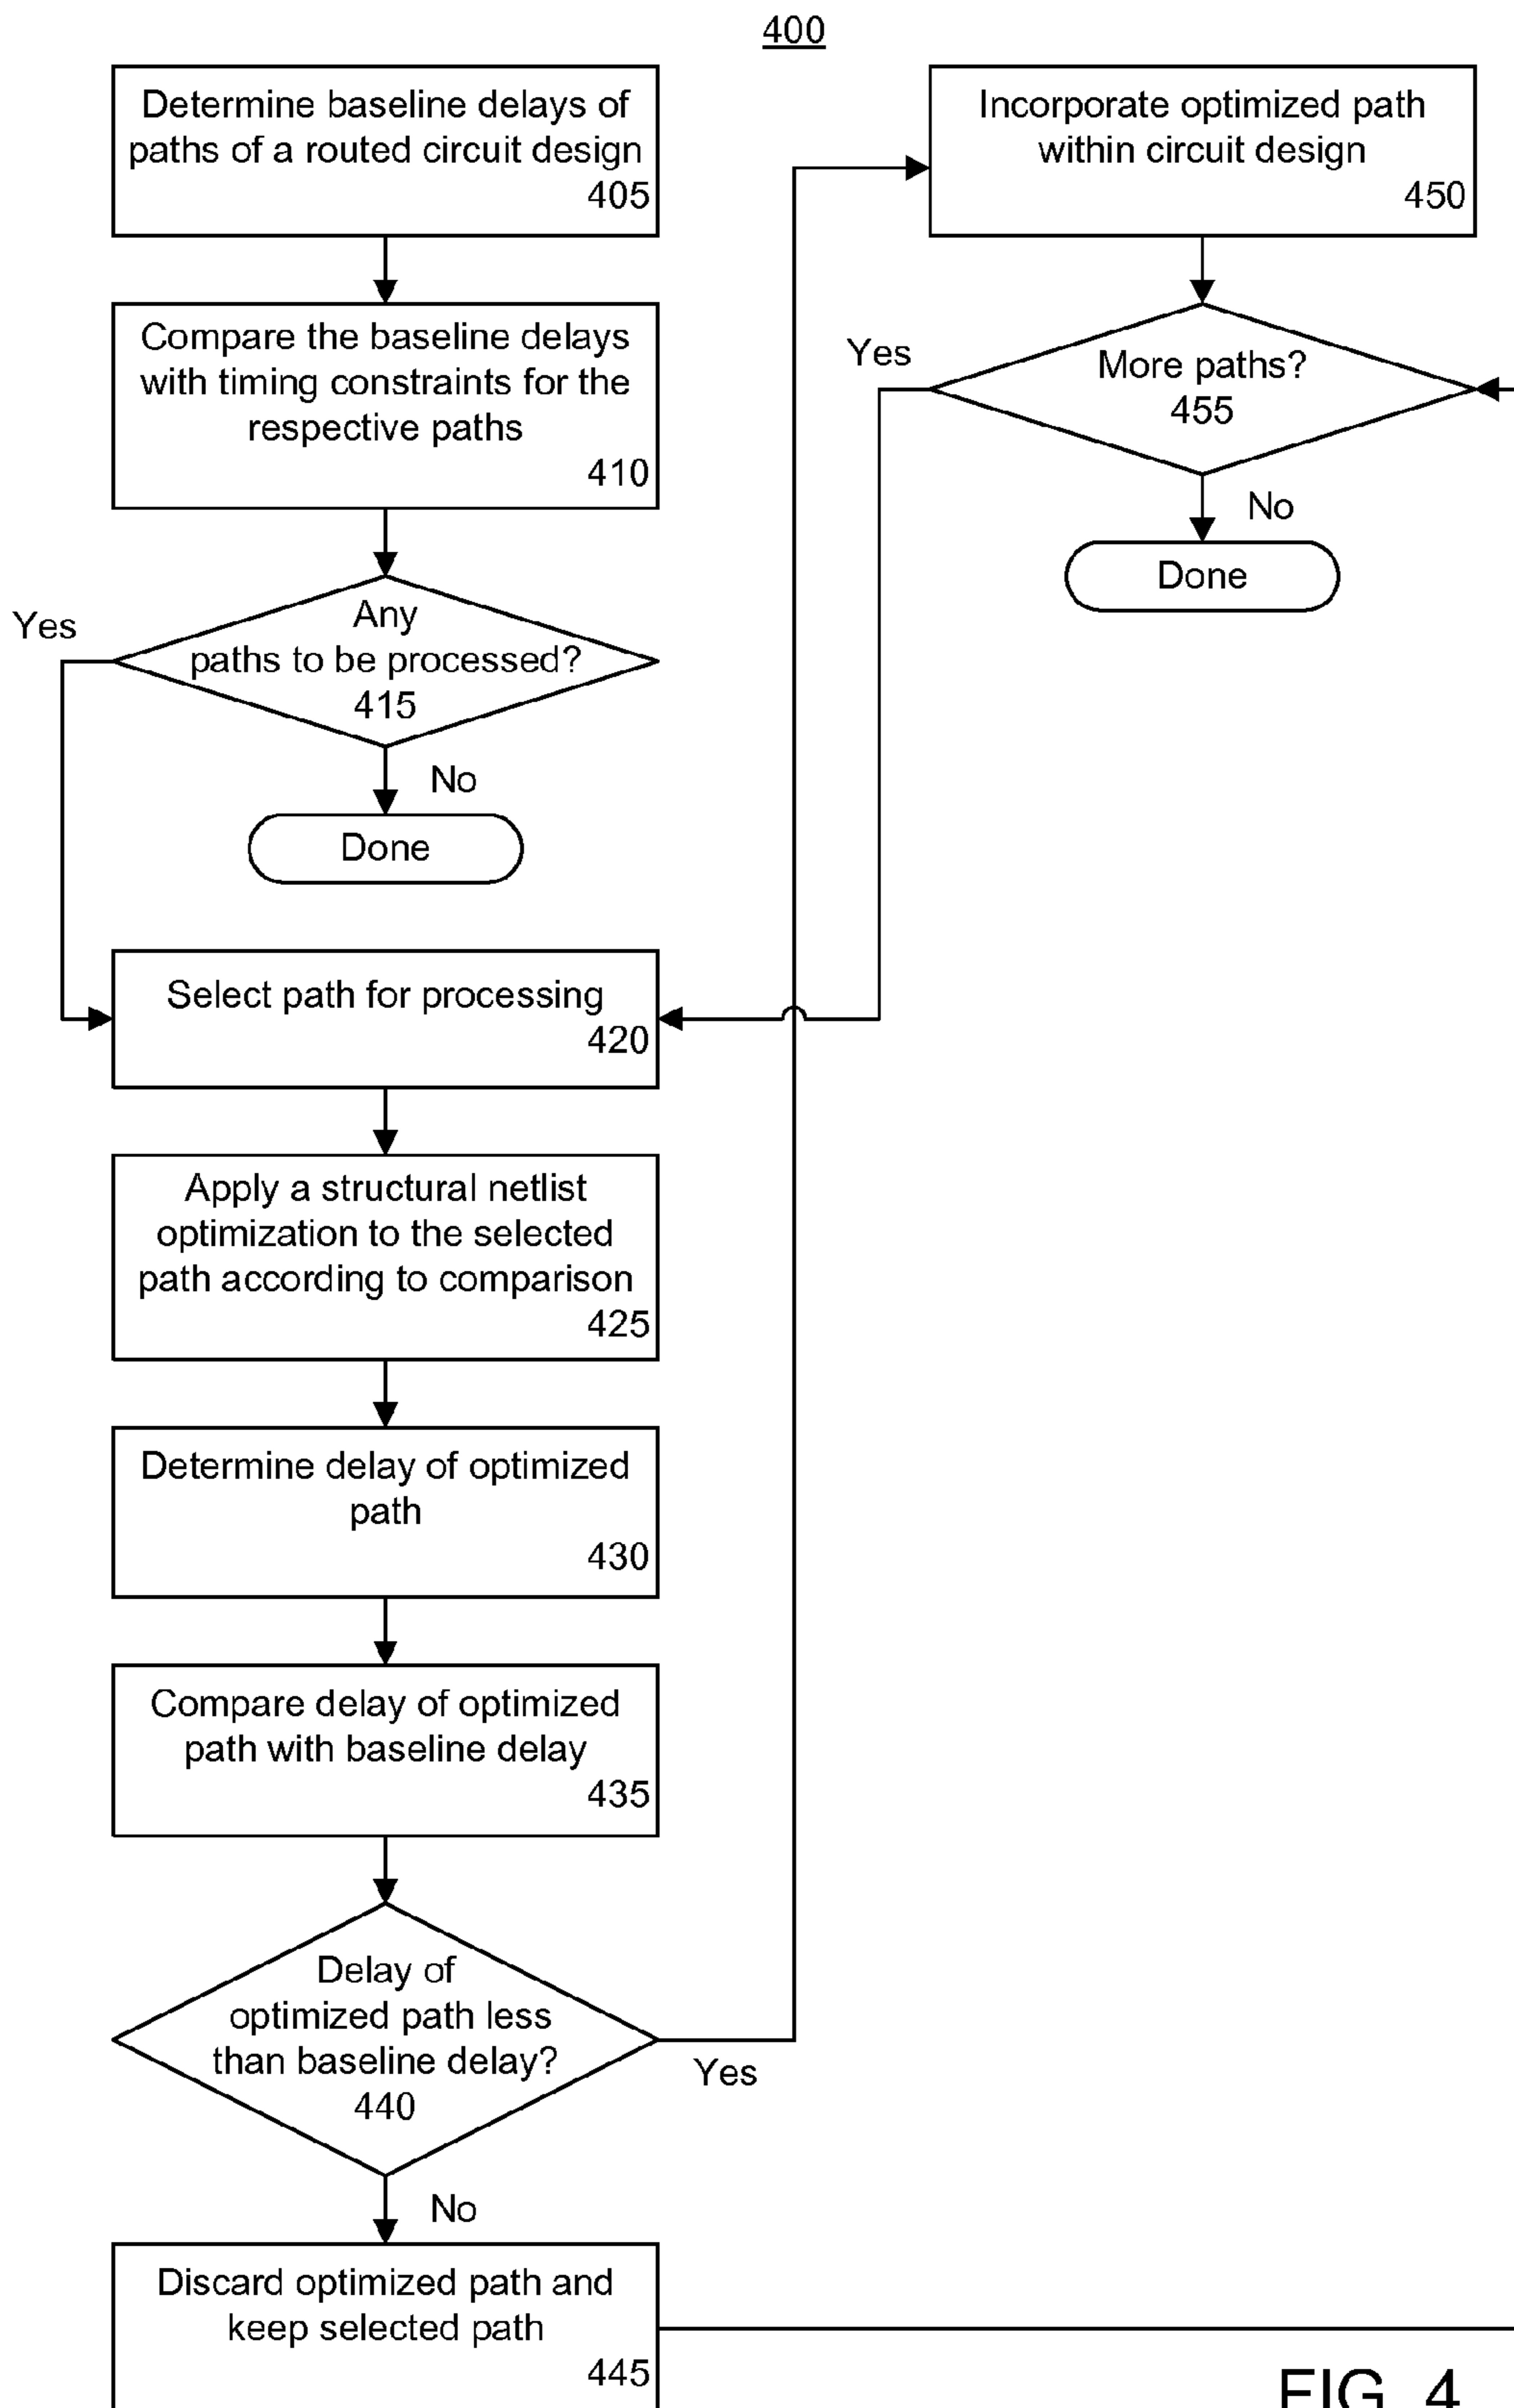 400
Determine baseline delays of
paths of a routed circuit design
405
Compare the baseline delays
with timing constraints for the
respective paths
410
Any
paths to be processed?
415
Yes
No
Done
Select path for processing
420
Apply a structural netlist
optimization to the selected
path according to comparison
425
Determine delay of optimized
path
430
Compare delay of optimized
path with baseline delay
435
Delay of
optimized path less
than baseline delay?
440
Yes
No
Discard optimized path and
keep selected path
445
Incorporate optimized path
within circuit design
450
More paths?
455
Yes
No
Done
FIG. 4